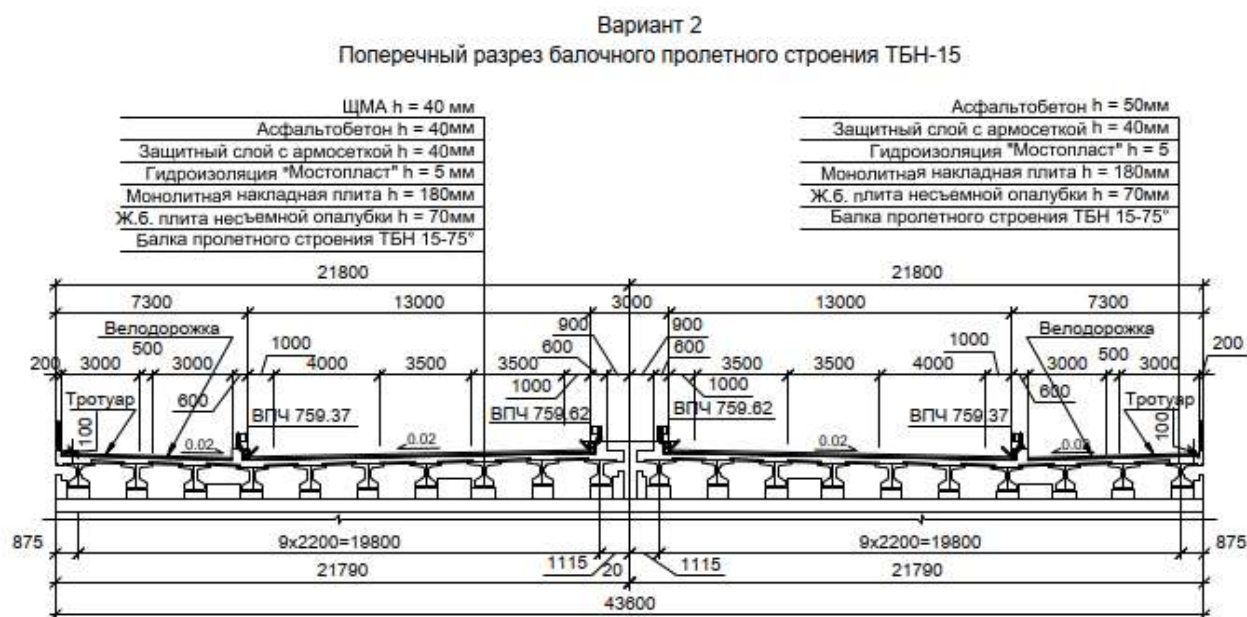 Вариант 2
Поперечный разрез балочного пролетного строения ТБН-15
ЩМА h = 40 мм
Асфальтобетон h = 40мм
Защитный слой с армосеткой h = 40мм
Гидроизоляция "Мостопласт" h = 5 мм
Монолитная накладная плита h = 180мм
Ж.б. плита несъемной опалубки h = 70мм
Балка пролетного строения ТБН 15-75°
Асфальтобетон h = 50мм
Защитный слой с армосеткой h = 40мм
Гидроизоляция "Мостопласт" h = 5
Монолитная накладная плита h = 180мм
Ж.б. плита несъемной опалубки h = 70мм
Балка пролетного строения ТБН 15-75°
21800 21800
7300 13000 3000 13000 7300
Велодорожка 900 900 Велодорожка
500 1000 600 600 1000 500 200
200 3000 3000 4000 3500 3500 3500 3500 4000 3000 3000
600 1000 1000 600
Тротуар ВПЧ 759.37 ВПЧ 759.62 ВПЧ 759.62 ВПЧ 759.37 Тротуар
100 0.02 0.02 0.02 0.02 100
875 9x2200=19800 9x2200=19800 875
1115 1115
21790 20 21790
43600